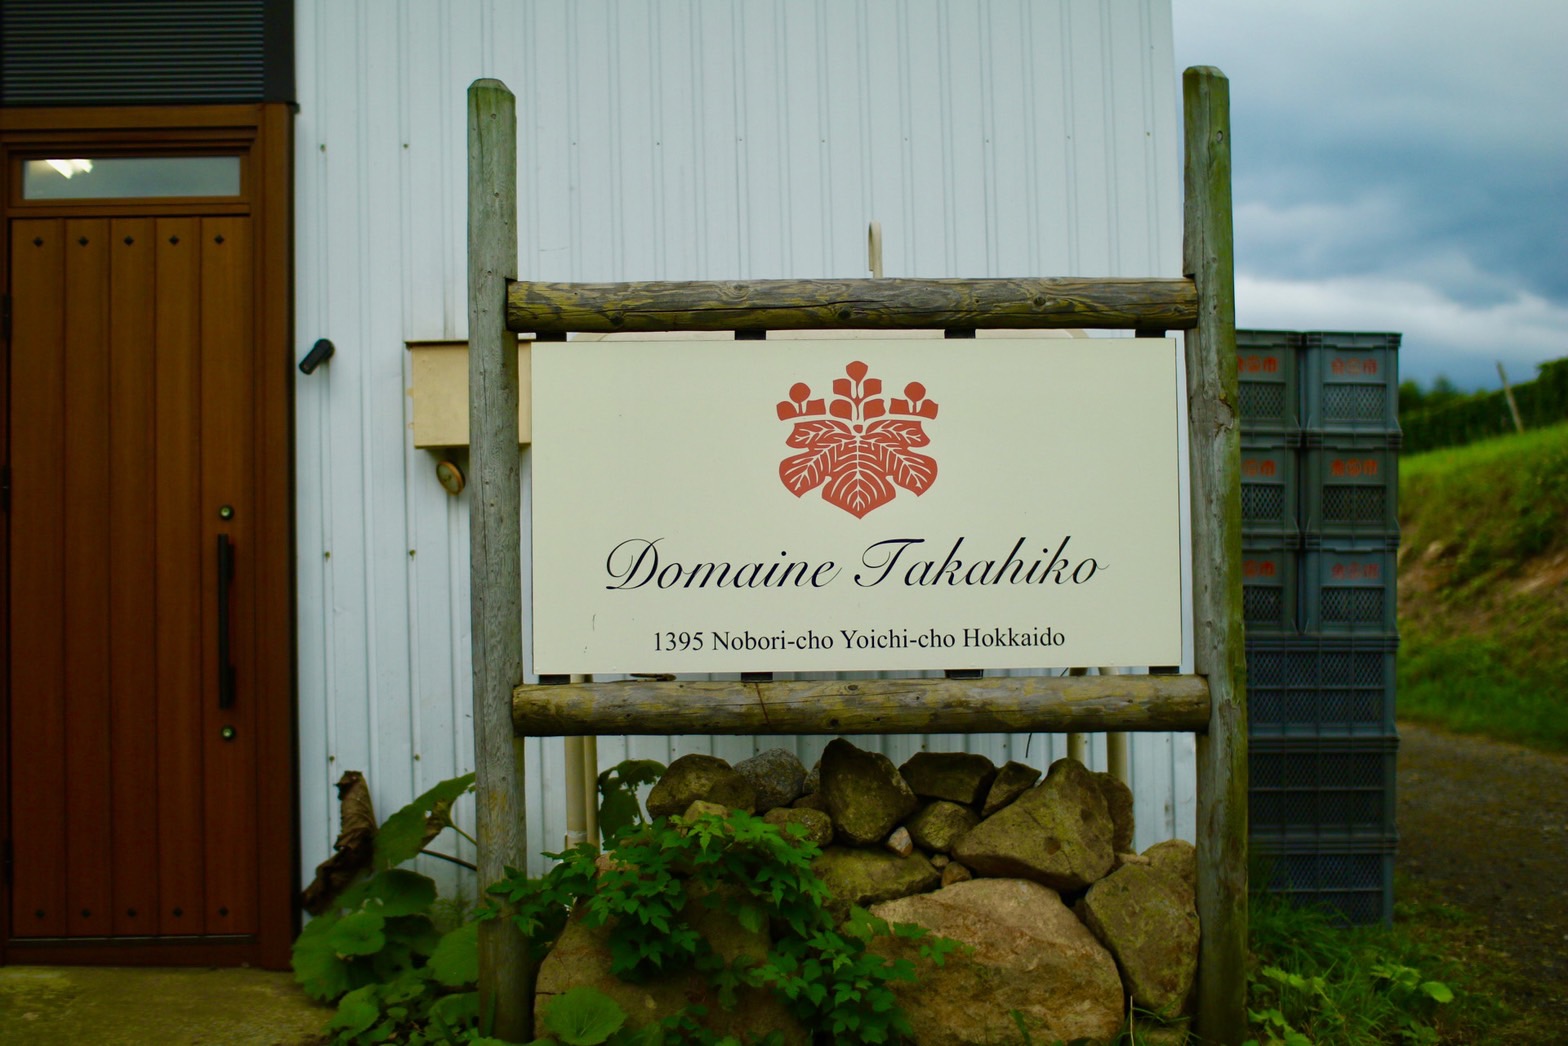 Domaine Takahiko
1395 Nobori-cho Yoichi-cho Hokkaido